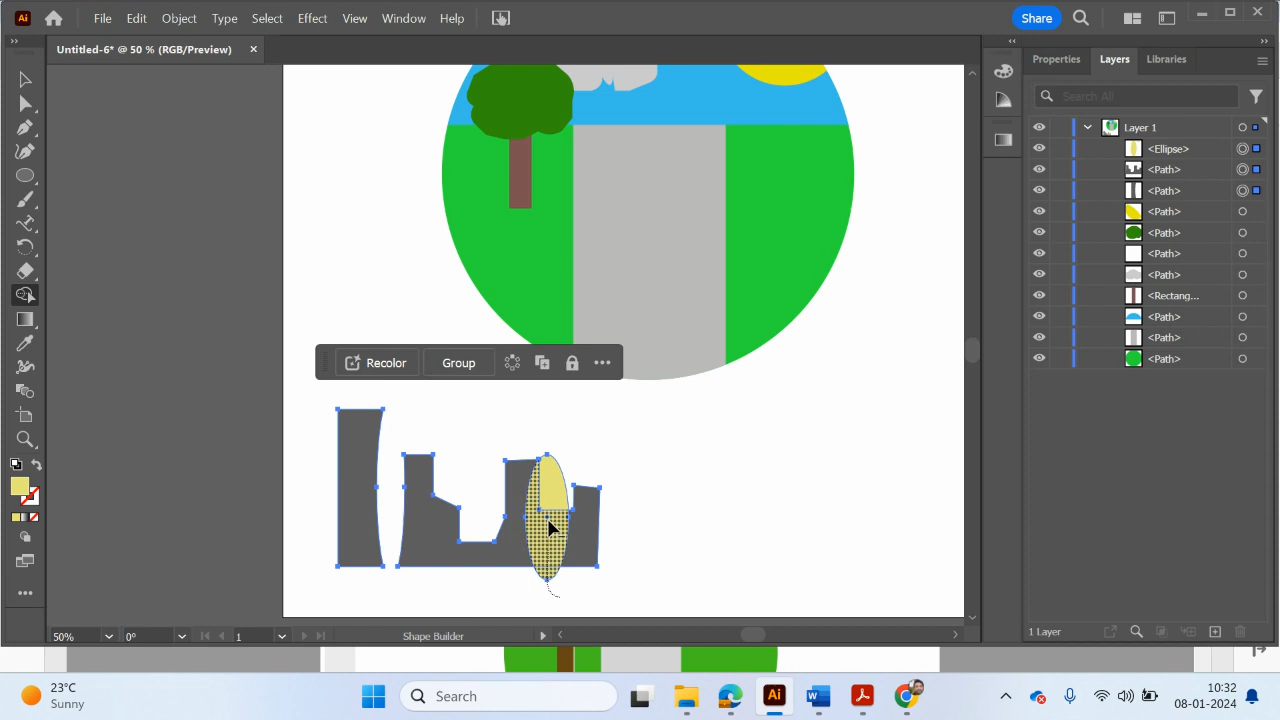 Ai File Edit Object Type Select Effect View Window Help Share
Untitled-6* @ 50 % (RGB/Preview)
Properties Layers Libraries
Search All
Layer 1
<Ellipse>
<Path>
<Path>
<Path>
<Path>
<Path>
<Path>
<Rectang...
<Path>
<Path>
<Path>
Recolor Group
50% 0° 1 Shape Builder
1 Layer
23°C
Sunny
Search
Ai
10:32
08-01-2024